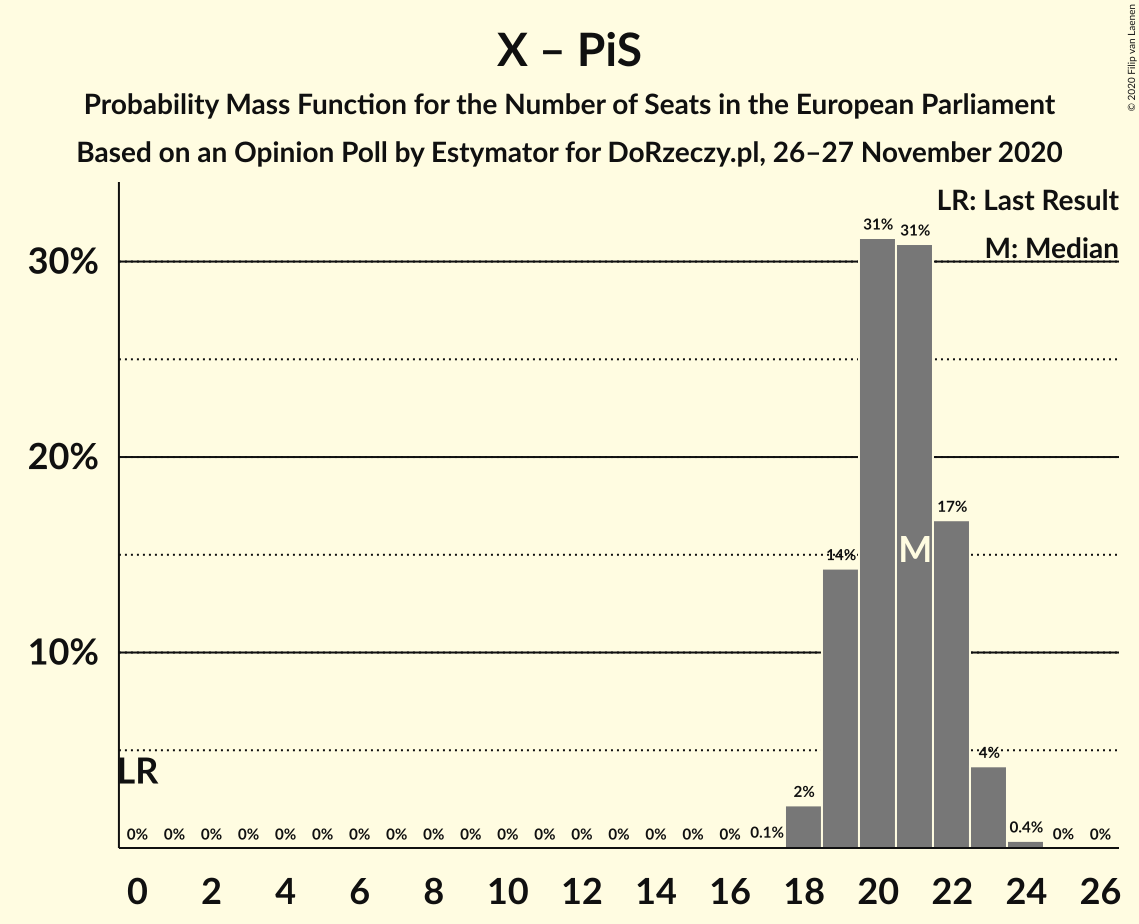 X – PiS
Probability Mass Function for the Number of Seats in the European Parliament
Based on an Opinion Poll by Estymator for DoRzeczy.pl, 26–27 November 2020
© 2020 Filip van Laenen
LR: Last Result
M: Median
30%
20%
10%
31%
31%
17%
14%
M
4%
LR
2%
0% 0% 0% 0% 0% 0% 0% 0% 0% 0% 0% 0% 0% 0% 0% 0% 0% 0.1% 0.4% 0% 0%
0 2 4 6 8 10 12 14 16 18 20 22 24 26